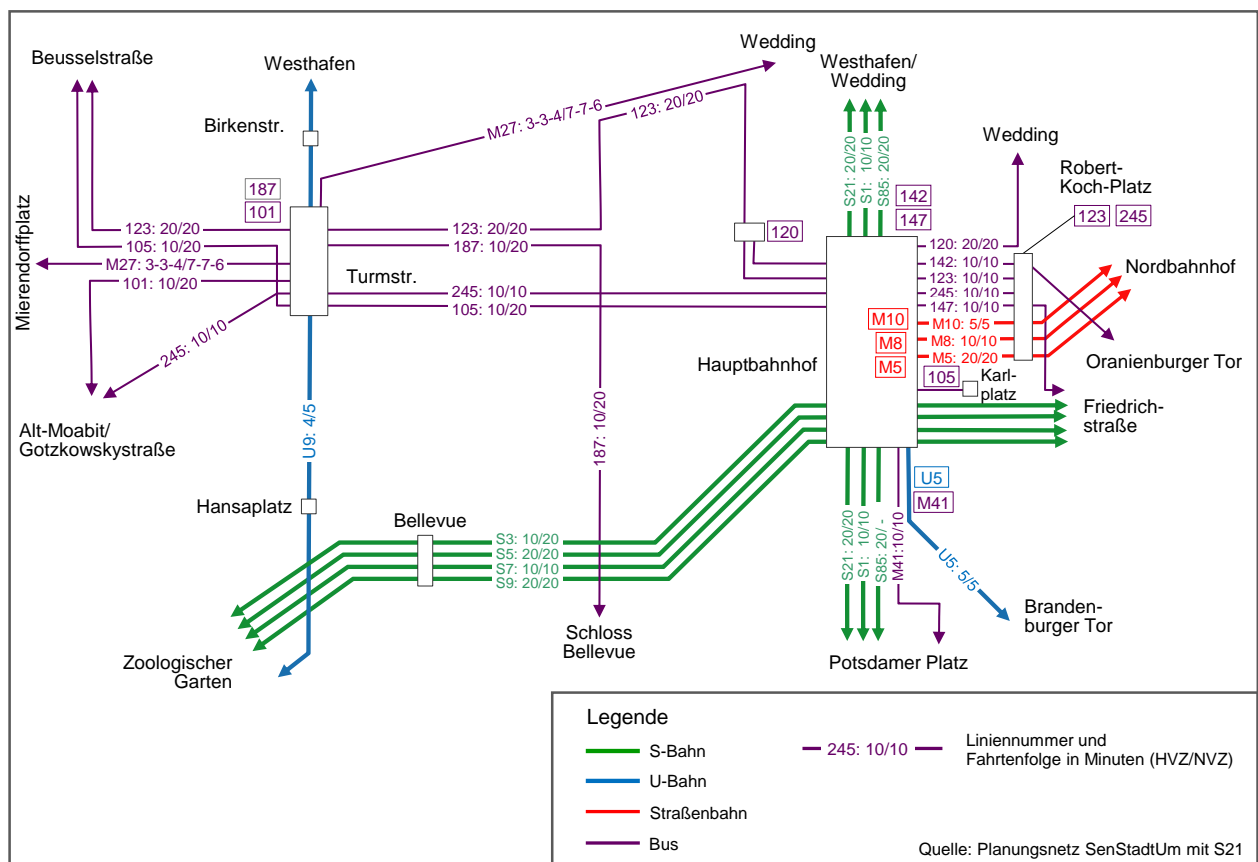 Beusselstraße
Westhafen
Wedding
Westhafen/
Wedding
Birkenstr.
M27: 3-3-4/7-7-6
123: 20/20
S21: 20/20
S1: 10/10
S85: 20/20
Wedding
Robert-
Koch-Platz
187
101
142
147
123
245
123: 20/20
105: 10/20
M27: 3-3-4/7-7-6
101: 10/20
Mierendorffplatz
Turmstr.
123: 20/20
187: 10/20
245: 10/10
105: 10/20
120
120: 20/20
142: 10/10
123: 10/10
245: 10/10
147: 10/10
M10: 5/5
M8: 10/10
M5: 20/20
Nordbahnhof
M10
M8
M5
Hauptbahnhof
Oranienburger Tor
245: 10/10
105
Karl-
platz
Friedrich-
straße
Alt-Moabit/
Gotzkowskystraße
U9: 4/5
187: 10/20
U5
M41
Hansaplatz
Bellevue
S3: 10/20
S5: 20/20
S7: 10/10
S9: 20/20
S21: 20/20
S1: 10/10
S85: 20/ -
M41:10/10
U5: 5/5
Branden-
burger Tor
Zoologischer
Garten
Schloss
Bellevue
Potsdamer Platz
Legende
S-Bahn
U-Bahn
Straßenbahn
Bus
245: 10/10
Liniennummer und
Fahrtenfolge in Minuten (HVZ/NVZ)
Quelle: Planungsnetz SenStadtUm mit S21